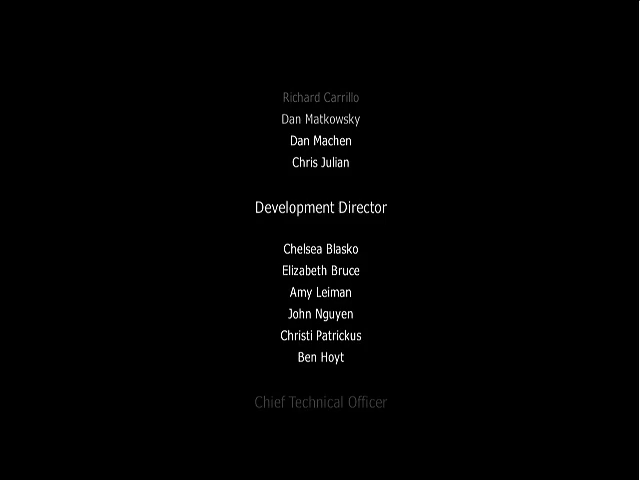 Richard Carrillo
Dan Matkowsky
Dan Machen
Chris Julian
Development Director
Chelsea Blasko
Elizabeth Bruce
Amy Leiman
John Nguyen
Christi Patrickus
Ben Hoyt
Chief Technical Officer